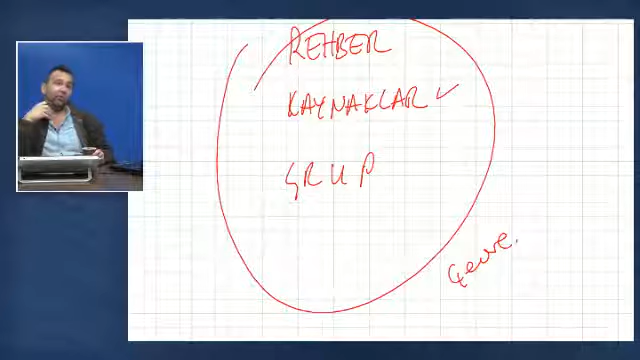 REHBER
KAYNAKLAR ✓
GRUP
Çevre.